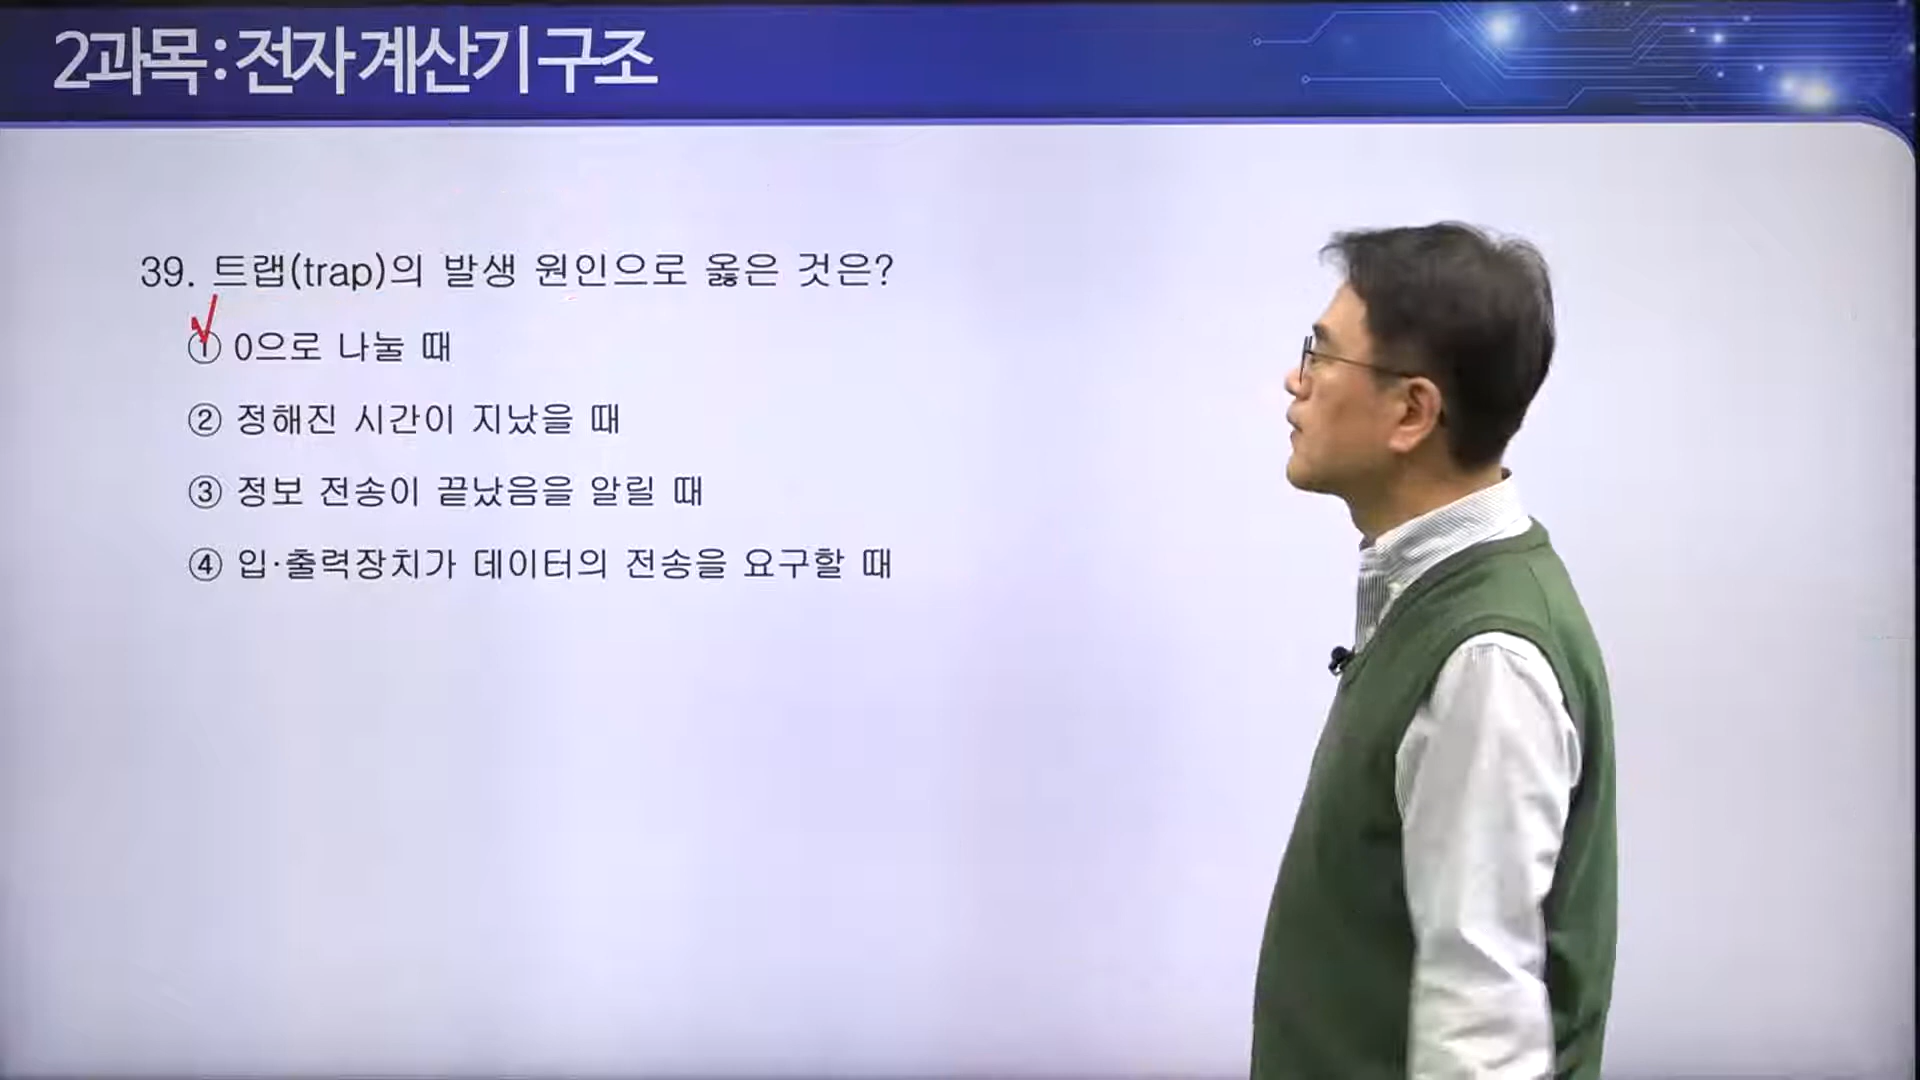 2과목 : 전자계산기 구조
39. 트랩(trap)의 발생 원인으로 옳은 것은?
① 0으로 나눌 때
② 정해진 시간이 지났을 때
③ 정보 전송이 끝났음을 알릴 때
④ 입·출력장치가 데이터의 전송을 요구할 때